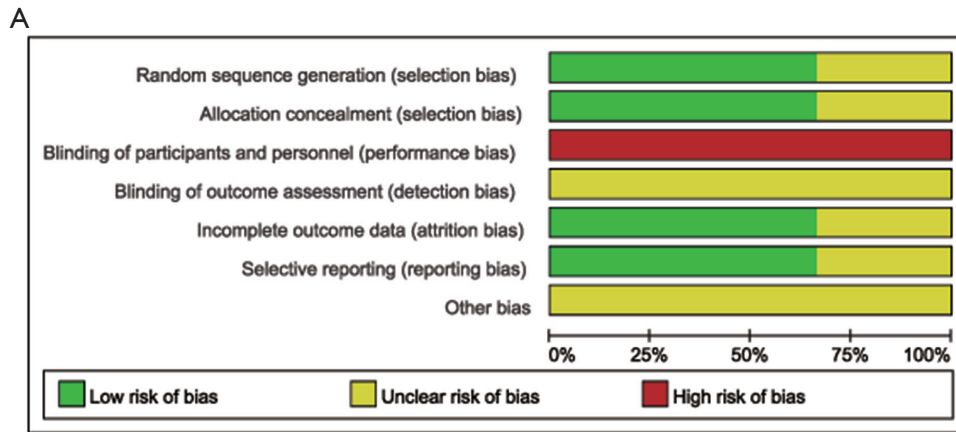 A
Random sequence generation (selection bias)
Allocation concealment (selection bias)
Blinding of participants and personnel (performance bias)
Blinding of outcome assessment (detection bias)
Incomplete outcome data (attrition bias)
Selective reporting (reporting bias)
Other bias
0% 25% 50% 75% 100%
Low risk of bias Unclear risk of bias High risk of bias